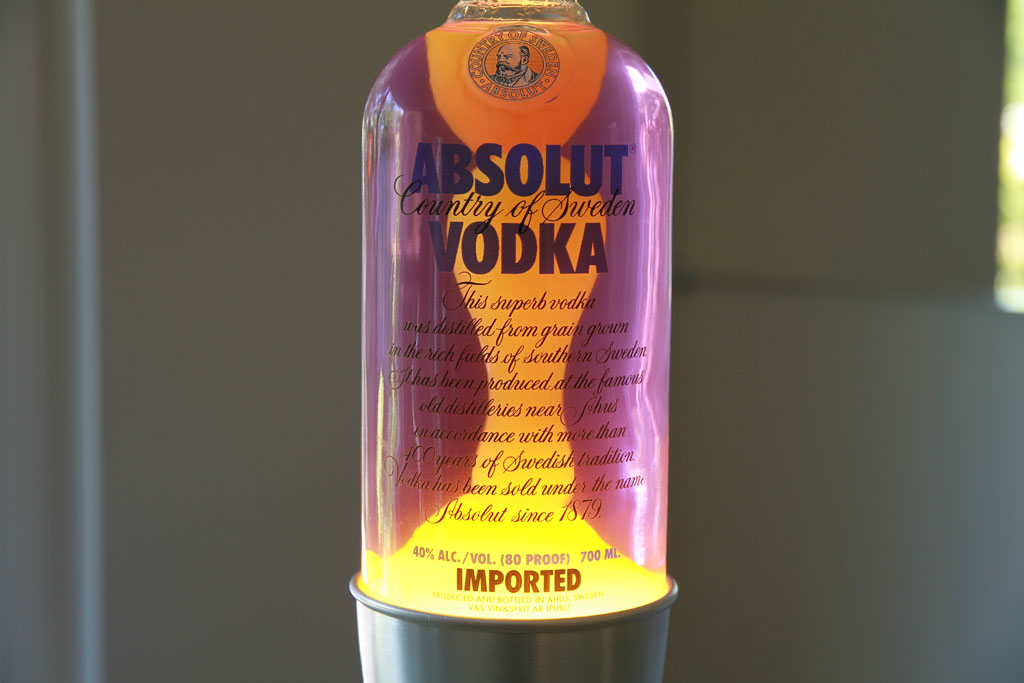 COUNTRY OF SWEDEN
ABSOLUT
ABSOLUT®
Country of Sweden
VODKA
This superb vodka
was distilled from grain grown
in the rich fields of southern Sweden.
It has been produced at the famous
old distilleries near Åhus
in accordance with more than
400 years of Swedish tradition.
Vodka has been sold under the name
Absolut since 1879.
40% ALC./VOL. (80 PROOF) 700 ML.
IMPORTED
PRODUCED AND BOTTLED IN ÅHUS, SWEDEN
V&S VIN&SPRIT AB (PUBL)